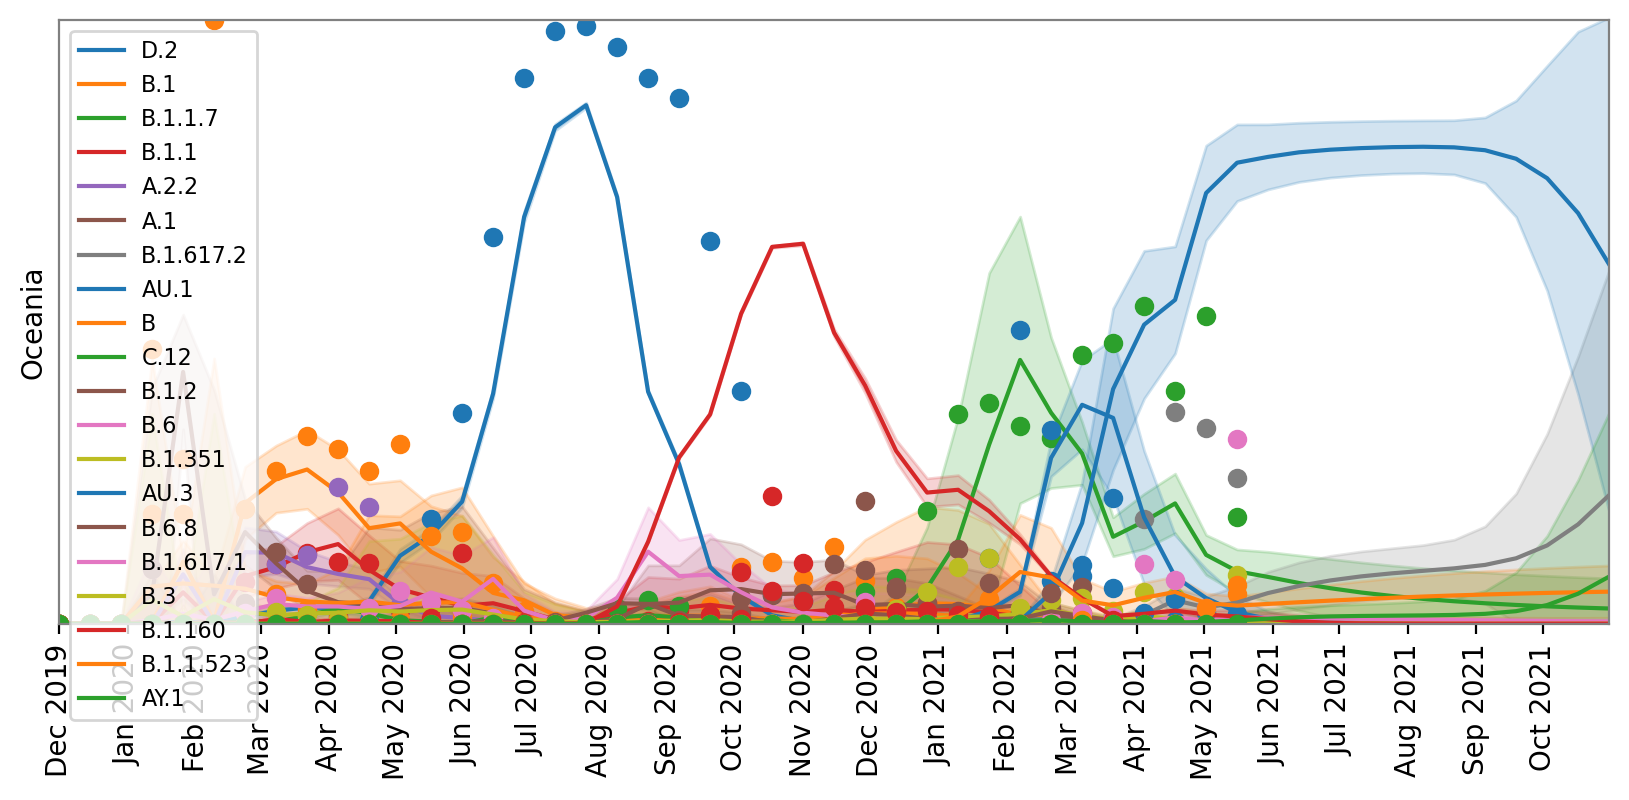 Oceania
D.2
B.1
B.1.1.7
B.1.1
A.2.2
A.1
B.1.617.2
AU.1
B
C.12
B.1.2
B.6
B.1.351
AU.3
B.6.8
B.1.617.1
B.3
B.1.160
B.1.1.523
AY.1
Dec 2019
Jan 2020
Feb 2020
Mar 2020
Apr 2020
May 2020
Jun 2020
Jul 2020
Aug 2020
Sep 2020
Oct 2020
Nov 2020
Dec 2020
Jan 2021
Feb 2021
Mar 2021
Apr 2021
May 2021
Jun 2021
Jul 2021
Aug 2021
Sep 2021
Oct 2021